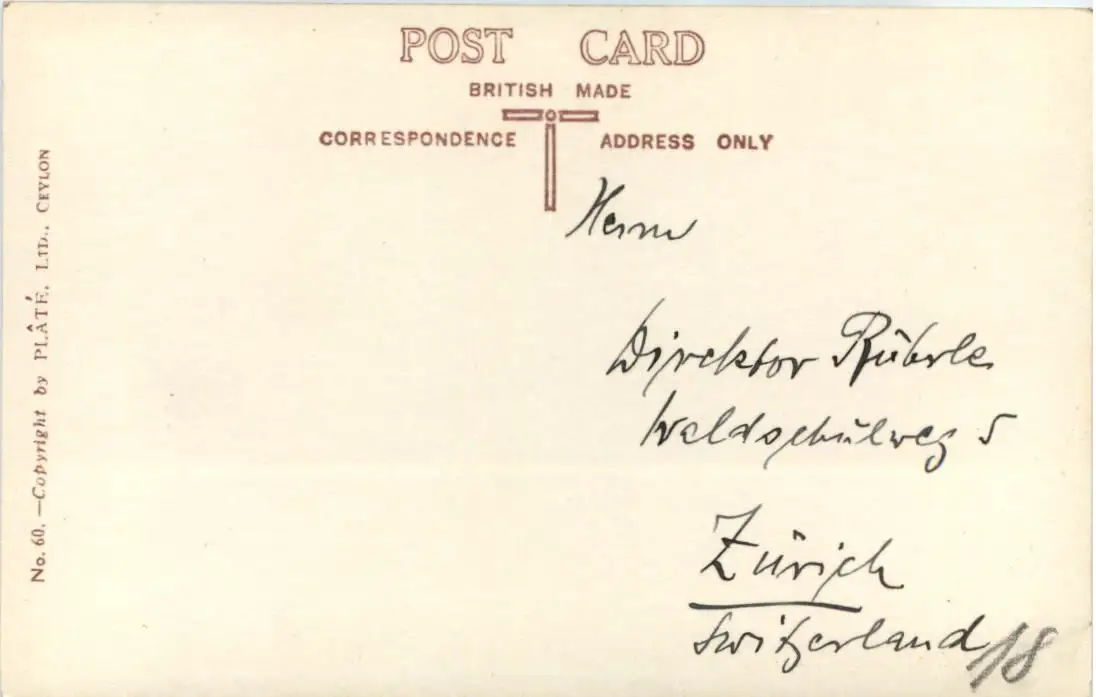 POST CARD
BRITISH MADE
CORRESPONDENCE ADDRESS ONLY
No. 60.—Copyright by PLÂTÉ, LTD., CEYLON
Herrn
Direktor
Waldschulweg 5
Zürich
Switzerland
18